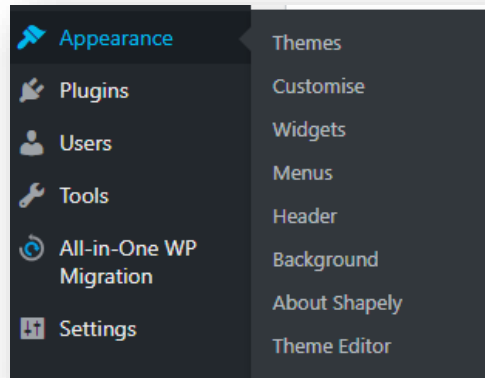 Appearance
Plugins
Users
Tools
All-in-One WP
Migration
Settings
Themes
Customise
Widgets
Menus
Header
Background
About Shapely
Theme Editor